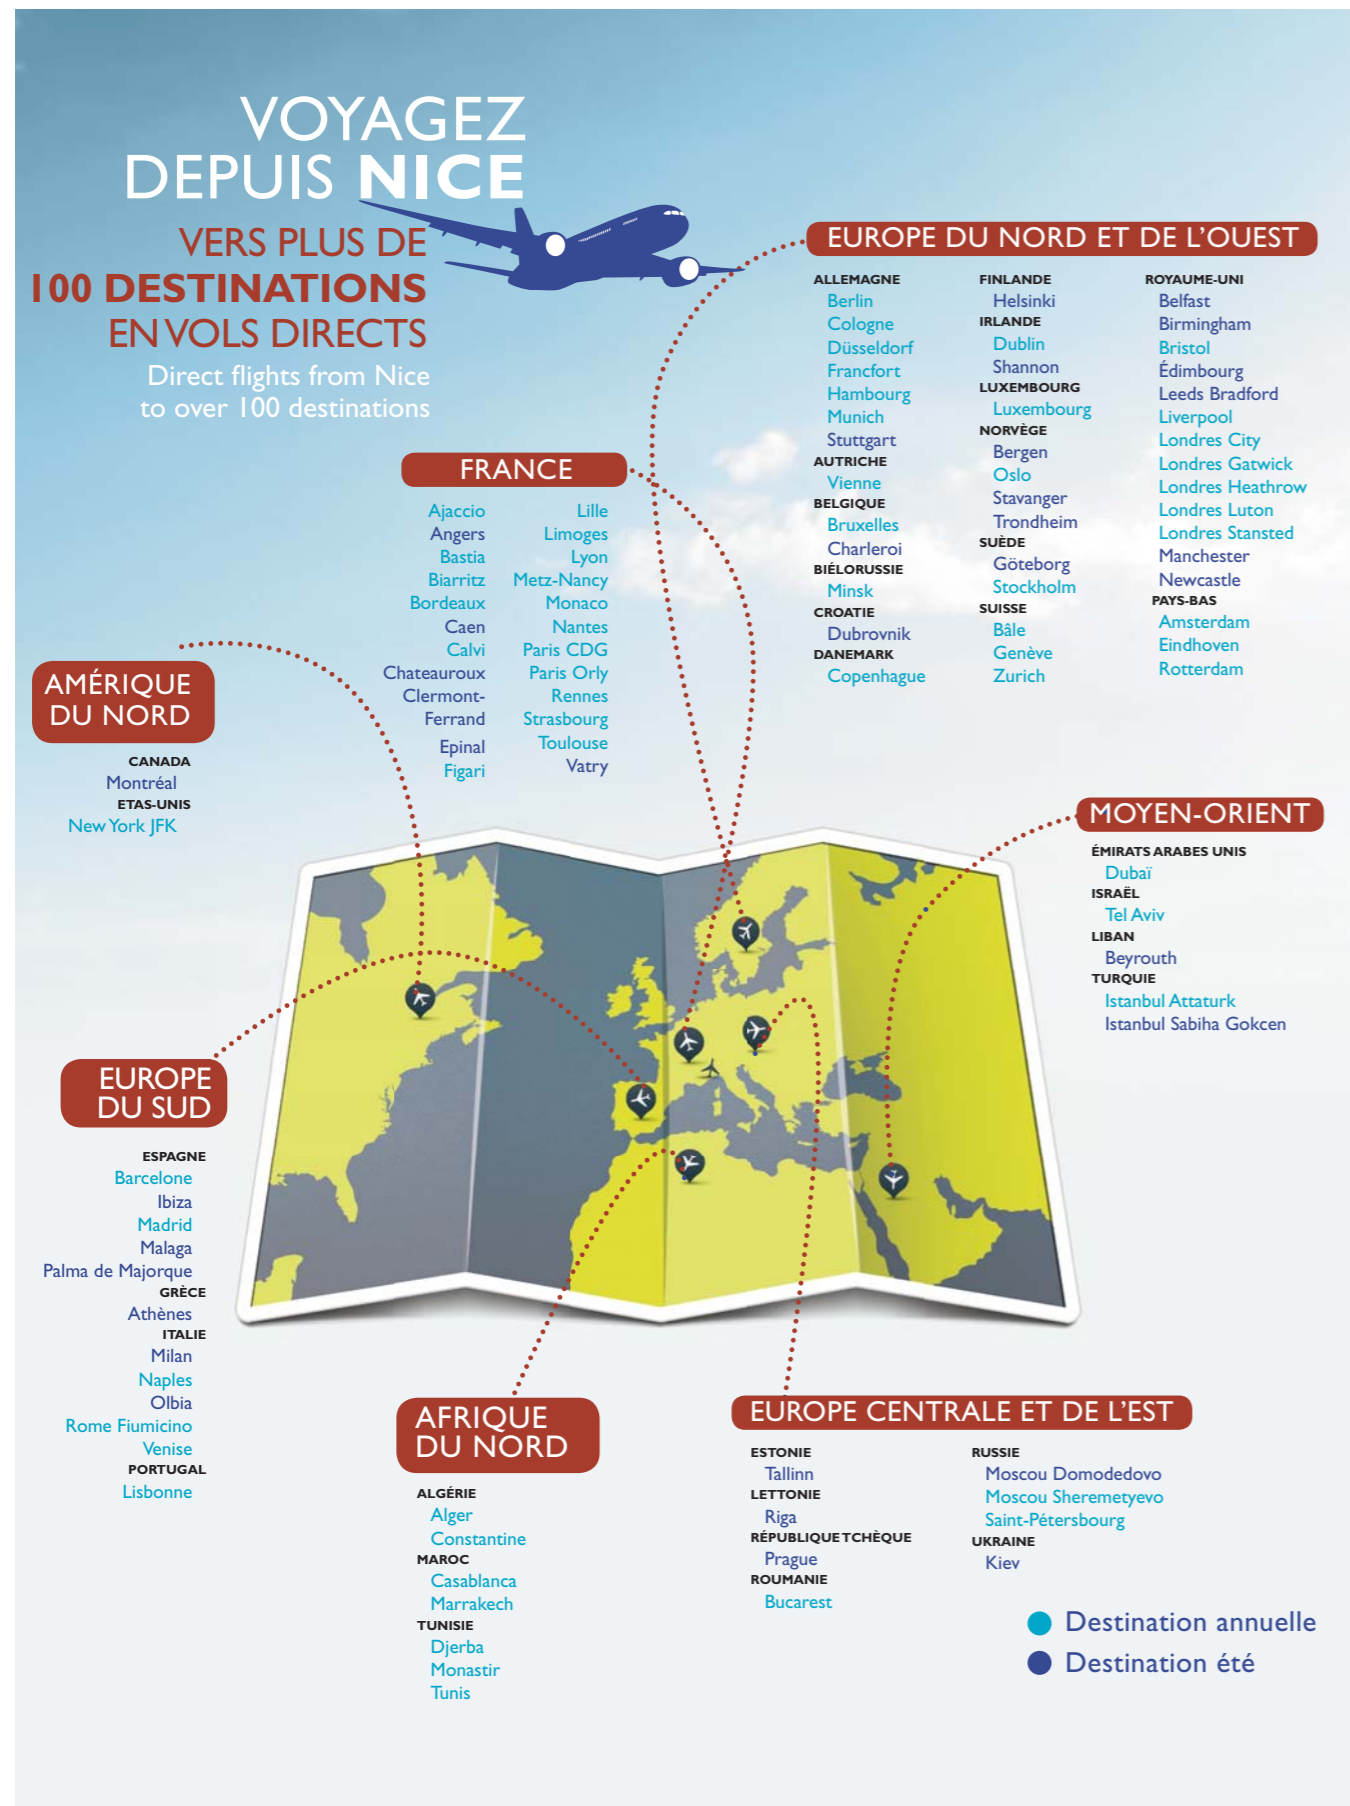 VOYAGEZ
DEPUIS NICE
VERS PLUS DE
100 DESTINATIONS
EN VOLS DIRECTS
Direct flights from Nice
to over 100 destinations
EUROPE DU NORD ET DE L'OUEST
ALLEMAGNE
Berlin
Cologne
Düsseldorf
Francfort
Hambourg
Munich
Stuttgart
AUTRICHE
Vienne
BELGIQUE
Bruxelles
Charleroi
BIÉLORUSSIE
Minsk
CROATIE
Dubrovnik
DANEMARK
Copenhague
FINLANDE
Helsinki
IRLANDE
Dublin
Shannon
LUXEMBOURG
Luxembourg
NORVÈGE
Bergen
Oslo
Stavanger
Trondheim
SUÈDE
Göteborg
Stockholm
SUISSE
Bâle
Genève
Zurich
ROYAUME-UNI
Belfast
Birmingham
Bristol
Édimbourg
Leeds Bradford
Liverpool
Londres City
Londres Gatwick
Londres Heathrow
Londres Luton
Londres Stansted
Manchester
Newcastle
PAYS-BAS
Amsterdam
Eindhoven
Rotterdam
FRANCE
Ajaccio
Angers
Bastia
Biarritz
Bordeaux
Caen
Calvi
Chateauroux
Clermont-
Ferrand
Epinal
Figari
Lille
Limoges
Lyon
Metz-Nancy
Monaco
Nantes
Paris CDG
Paris Orly
Rennes
Strasbourg
Toulouse
Vatry
AMÉRIQUE
DU NORD
CANADA
Montréal
ETAS-UNIS
New York JFK
MOYEN-ORIENT
ÉMIRATS ARABES UNIS
Dubaï
ISRAËL
Tel Aviv
LIBAN
Beyrouth
TURQUIE
Istanbul Attaturk
Istanbul Sabiha Gokcen
EUROPE
DU SUD
ESPAGNE
Barcelone
Ibiza
Madrid
Malaga
Palma de Majorque
GRÈCE
Athènes
ITALIE
Milan
Naples
Olbia
Rome Fiumicino
Venise
PORTUGAL
Lisbonne
AFRIQUE
DU NORD
ALGÉRIE
Alger
Constantine
MAROC
Casablanca
Marrakech
TUNISIE
Djerba
Monastir
Tunis
EUROPE CENTRALE ET DE L'EST
ESTONIE
Tallinn
LETTONIE
Riga
RÉPUBLIQUE TCHÈQUE
Prague
ROUMANIE
Bucarest
RUSSIE
Moscou Domodedovo
Moscou Sheremetyevo
Saint-Pétersbourg
UKRAINE
Kiev
Destination annuelle
Destination été